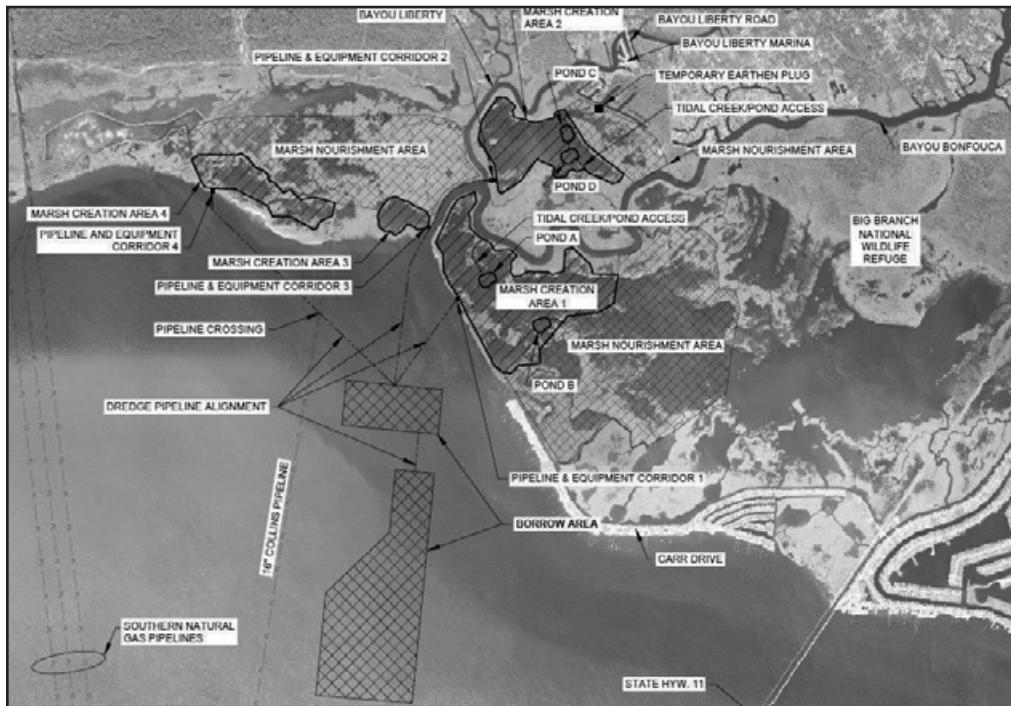 BAYOU LIBERTY
MARSH CREATION
AREA 2
BAYOU LIBERTY ROAD
BAYOU LIBERTY MARINA
PIPELINE & EQUIPMENT CORRIDOR 2
POND C
TEMPORARY EARTHEN PLUG
TIDAL CREEK/POND ACCESS
MARSH NOURISHMENT AREA
MARSH NOURISHMENT AREA
BAYOU BONFOUCA
POND D
MARSH CREATION AREA 4
PIPELINE AND EQUIPMENT
CORRIDOR 4
TIDAL CREEK/POND ACCESS
BIG BRANCH
NATIONAL
WILDLIFE
REFUGE
POND A
MARSH CREATION AREA 3
PIPELINE & EQUIPMENT CORRIDOR 3
MARSH CREATION
AREA 1
PIPELINE CROSSING
MARSH NOURISHMENT AREA
POND B
DREDGE PIPELINE ALIGNMENT
PIPELINE & EQUIPMENT CORRIDOR 1
16" COLLINS PIPELINE
BORROW AREA
CARR DRIVE
SOUTHERN NATURAL
GAS PIPELINES
STATE HYW. 11